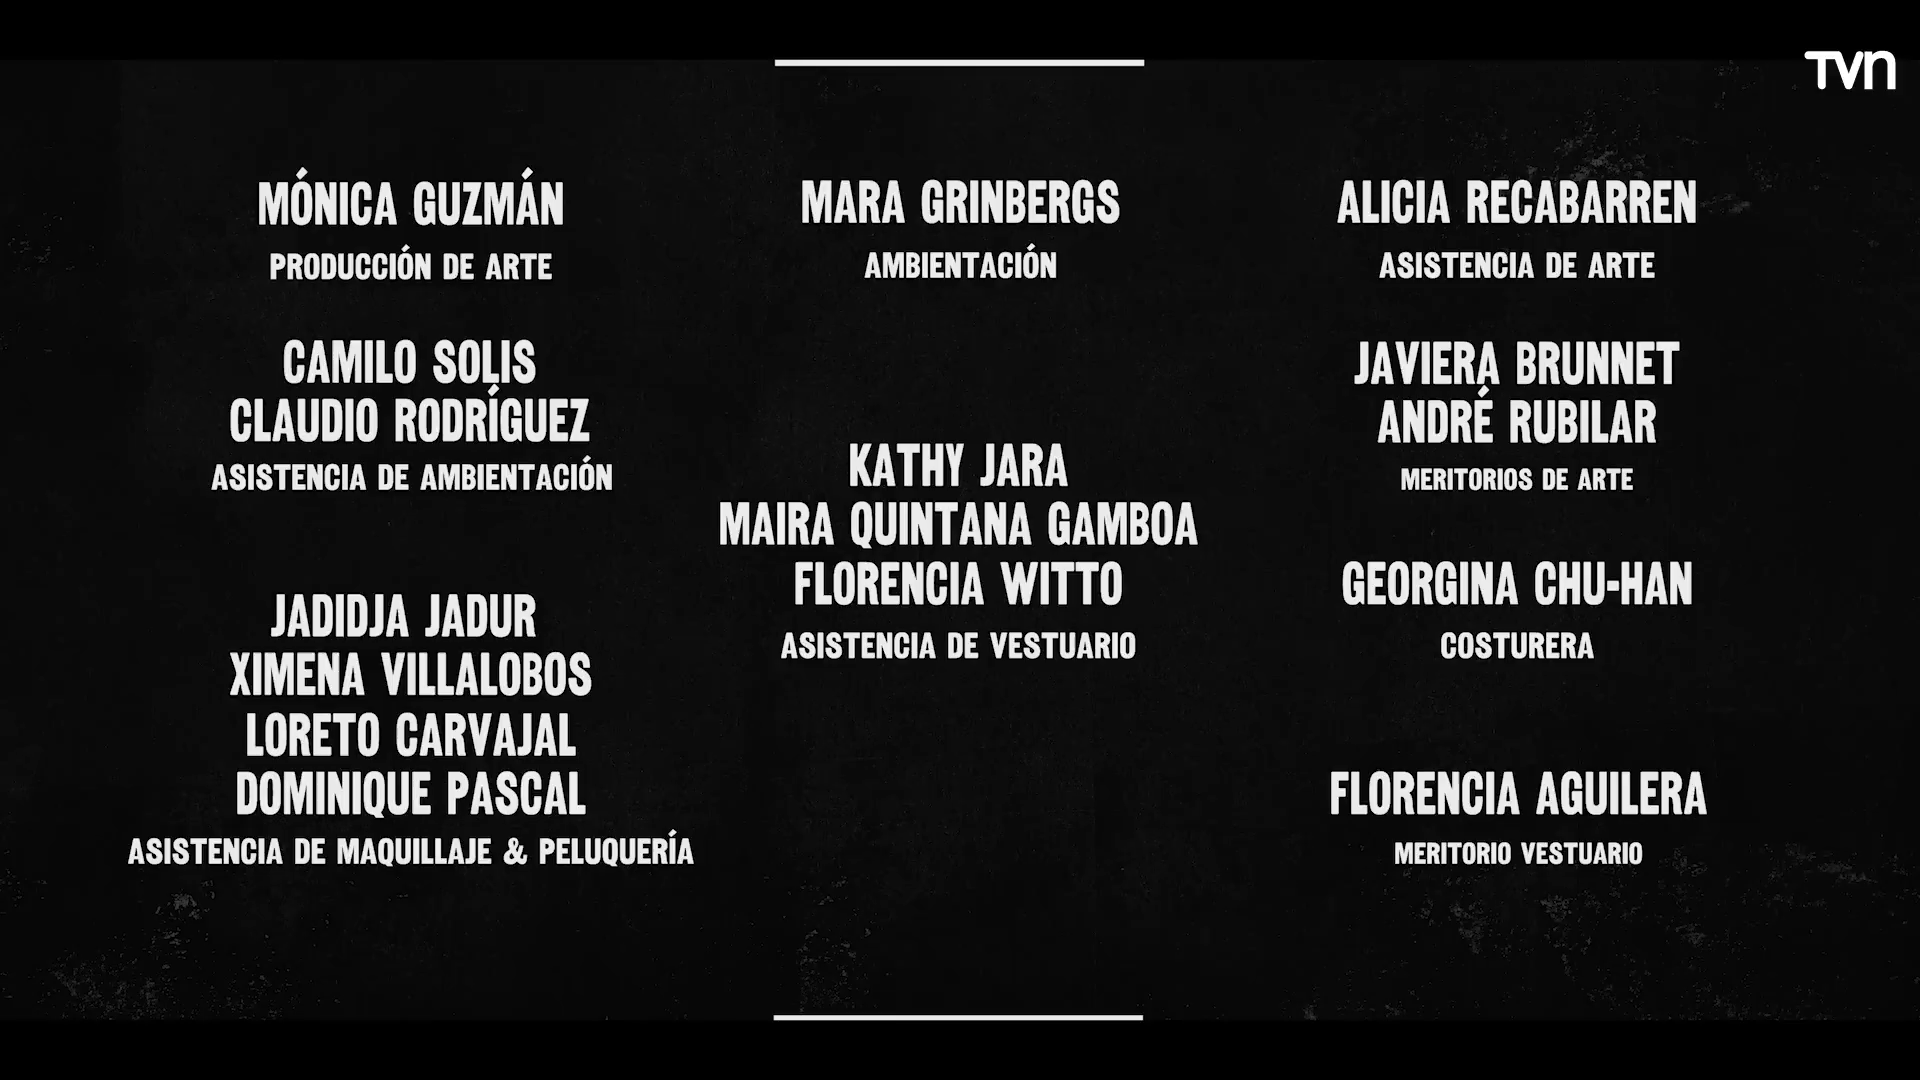 TVN
MÓNICA GUZMÁN
PRODUCCIÓN DE ARTE
MARA GRINBERGS
AMBIENTACIÓN
ALICIA RECABARREN
ASISTENCIA DE ARTE
CAMILO SOLIS
CLAUDIO RODRÍGUEZ
ASISTENCIA DE AMBIENTACIÓN
KATHY JARA
MAIRA QUINTANA GAMBOA
FLORENCIA WITTO
ASISTENCIA DE VESTUARIO
JAVIERA BRUNNET
ANDRÉ RUBILAR
MERITORIOS DE ARTE
GEORGINA CHU-HAN
COSTURERA
JADIDJA JADUR
XIMENA VILLALOBOS
LORETO CARVAJAL
DOMINIQUE PASCAL
ASISTENCIA DE MAQUILLAJE & PELUQUERÍA
FLORENCIA AGUILERA
MERITORIO VESTUARIO